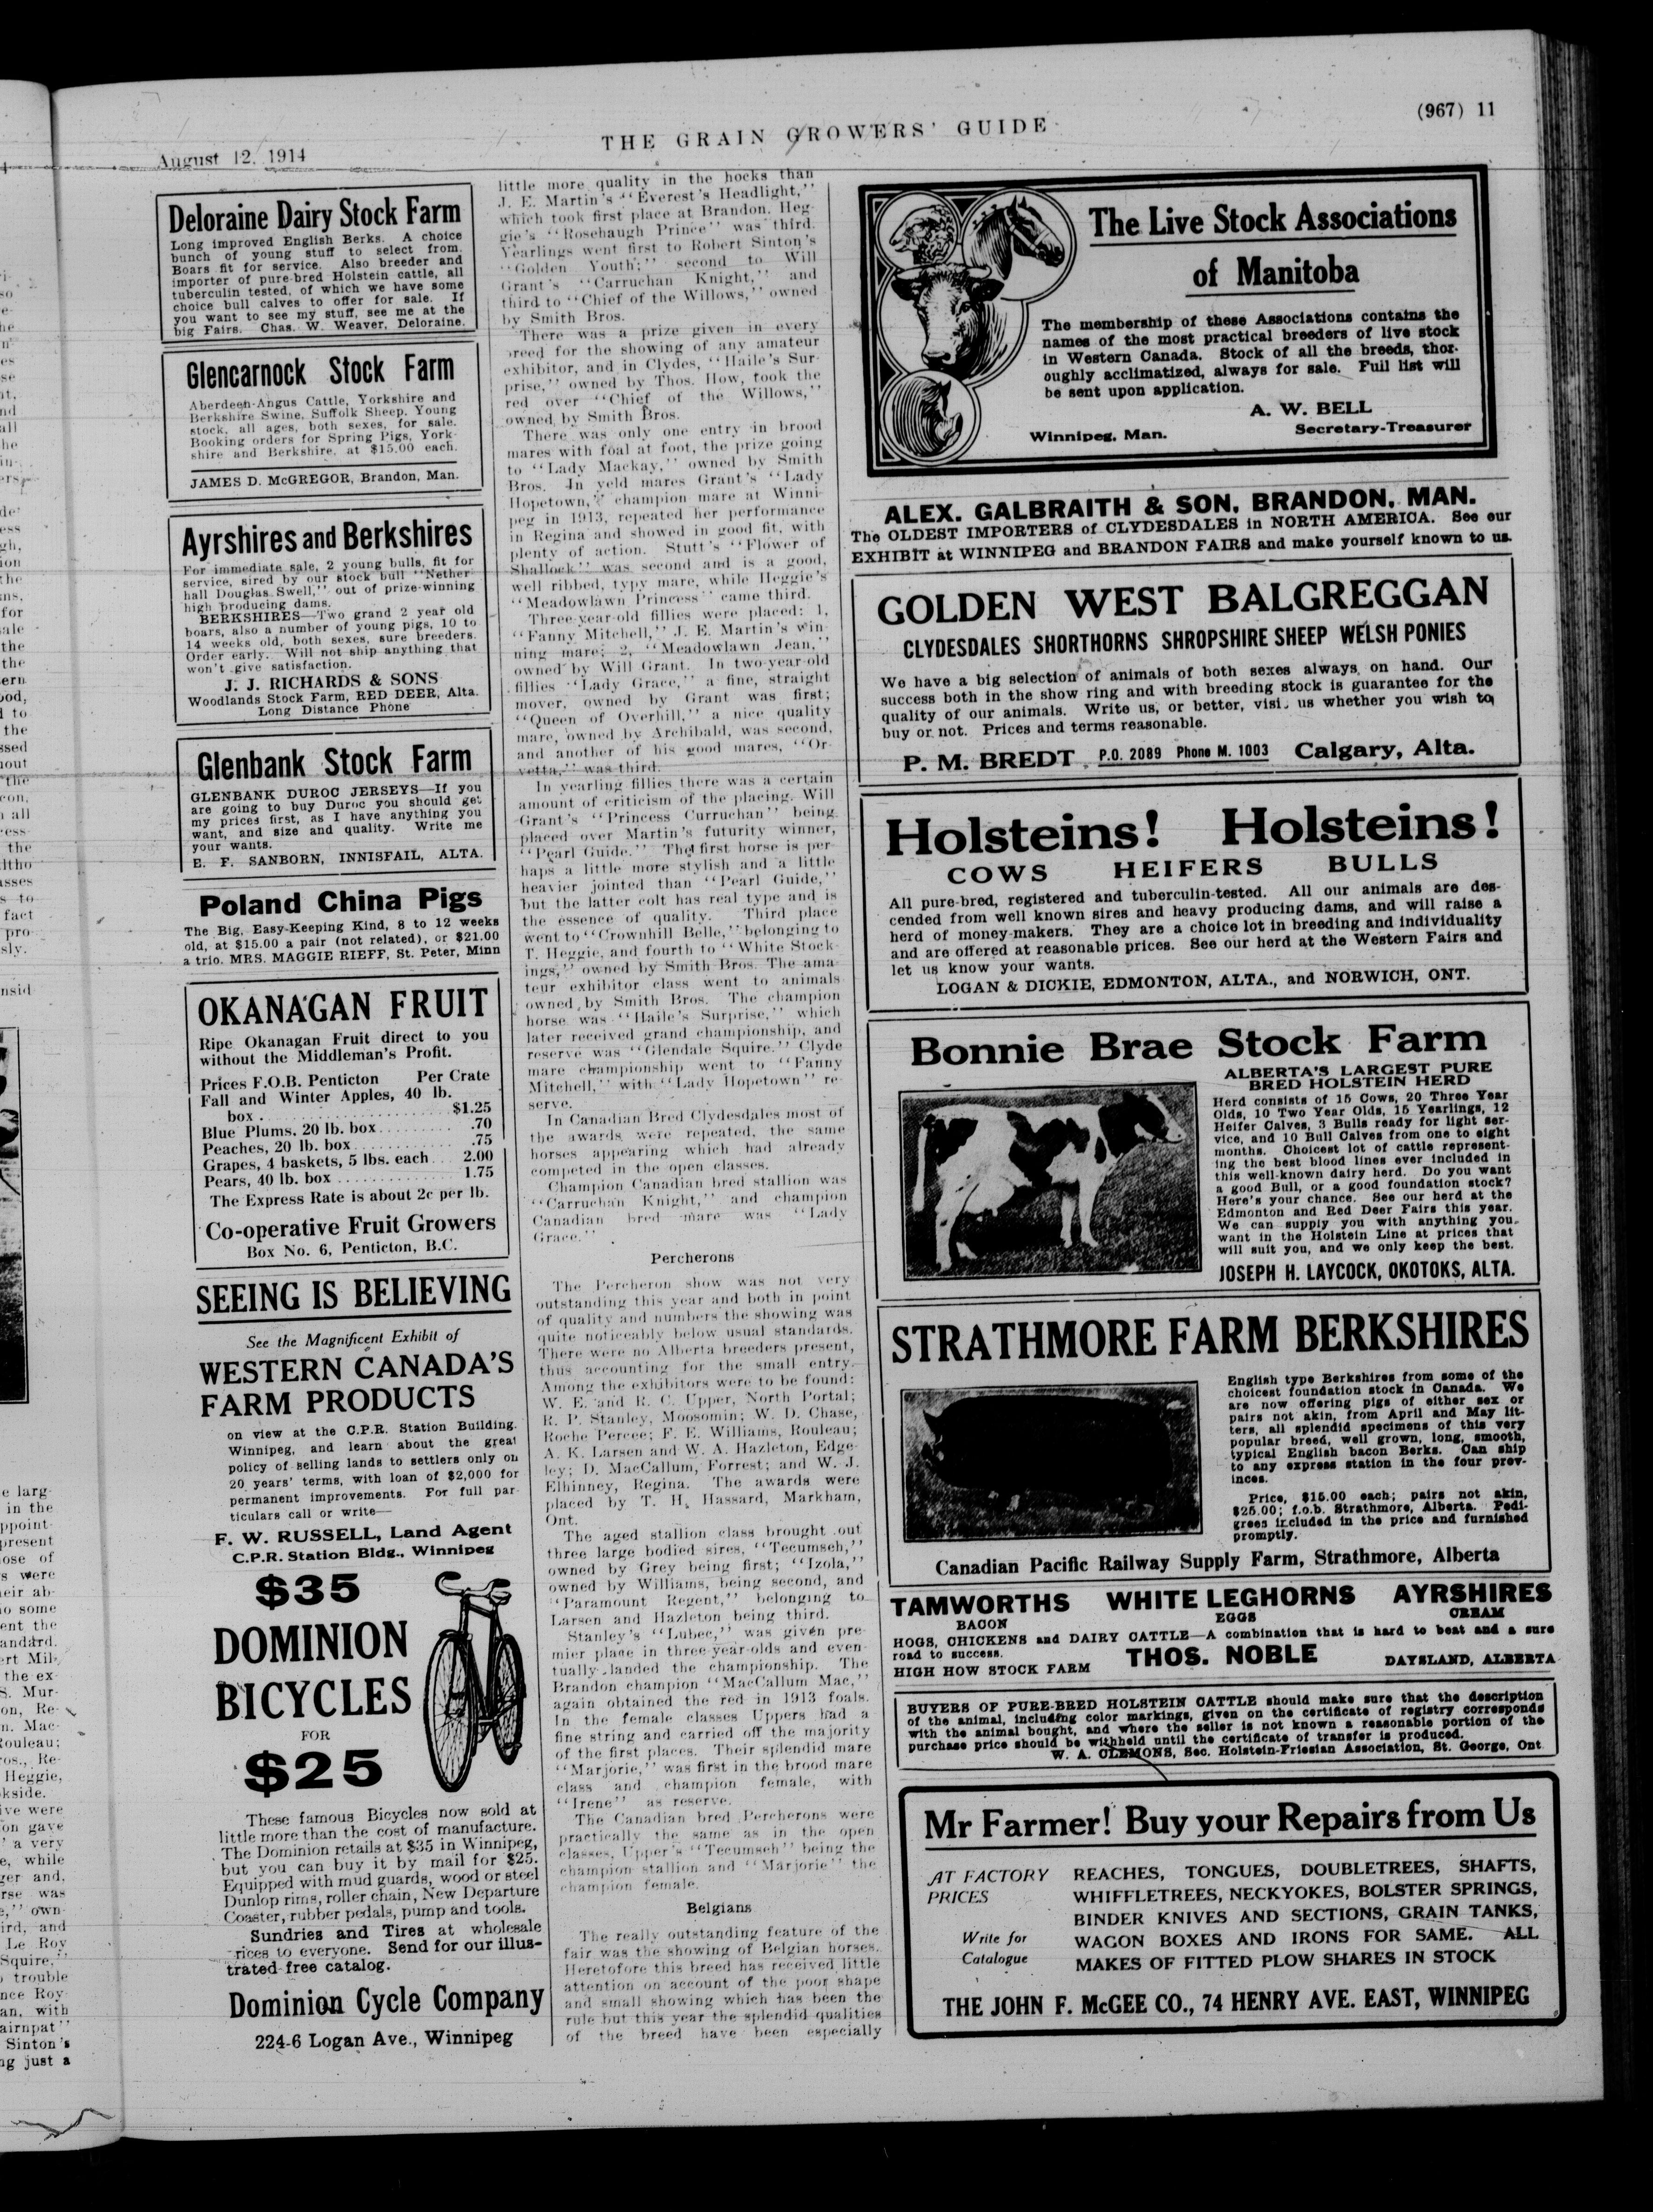 August 12, 1914
THE GRAIN GROWERS' GUIDE
(967) 11
Deloraine Dairy Stock Farm
Long improved English Berks. A choice
bunch of young stuff to select from.
Boars fit for service. Also breeder and
importer of pure-bred Holstein cattle, all
tuberculin tested, of which we have some
choice bull calves to offer for sale. If
you want to see my stuff, see me at the
big Fairs. Chas. W. Weaver, Deloraine.
Glencarnock Stock Farm
Aberdeen-Angus Cattle, Yorkshire and
Berkshire Swine, Suffolk Sheep. Young
stock, all ages, both sexes, for sale.
Booking orders for Spring Pigs, York-
shire and Berkshire, at $15.00 each.
JAMES D. McGREGOR, Brandon, Man.
Ayrshires and Berkshires
For immediate sale, 2 young bulls, fit for
service, sired by our stock bull "Nether-
hall Douglas Swell," out of prize-winning
high producing dams.
BERKSHIRES—Two grand 2 year old
boars, also a number of young pigs, 10 to
14 weeks old, both sexes, sure breeders.
Order early. Will not ship anything that
won't give satisfaction.
J. J. RICHARDS & SONS
Woodlands Stock Farm, RED DEER, Alta.
Long Distance Phone
Glenbank Stock Farm
GLENBANK DUROC JERSEYS—If you
are going to buy Duroc you should get
my prices first, as I have anything you
want, and size and quality. Write me
your wants.
E. F. SANBORN, INNISFAIL, ALTA.
Poland China Pigs
The Big, Easy-Keeping Kind, 8 to 12 weeks
old, at $15.00 a pair (not related), or $21.00
a trio. MRS. MAGGIE RIEFF, St. Peter, Minn
OKANAGAN FRUIT
Ripe Okanagan Fruit direct to you
without the Middleman's Profit.
Prices F.O.B. Penticton Per Crate
Fall and Winter Apples, 40 lb.
box . . . . . $1.25
Blue Plums, 20 lb. box . . . . . .70
Peaches, 20 lb. box . . . . . .75
Grapes, 4 baskets, 5 lbs. each . . . 2.00
Pears, 40 lb. box . . . . . 1.75
The Express Rate is about 2c per lb.
Co-operative Fruit Growers
Box No. 6, Penticton, B.C.
SEEING IS BELIEVING
See the Magnificent Exhibit of
WESTERN CANADA'S
FARM PRODUCTS
on view at the C.P.R. Station Building,
Winnipeg, and learn about the great
policy of selling lands to settlers only on
20 years' terms, with loan of $2,000 for
permanent improvements. For full par-
ticulars call or write—
F. W. RUSSELL, Land Agent
C.P.R. Station Bldg., Winnipeg
$35
DOMINION
BICYCLES
FOR
$25
These famous Bicycles now sold at
little more than the cost of manufacture.
The Dominion retails at $35 in Winnipeg,
but you can buy it by mail for $25.
Equipped with mud guards, wood or steel
Dunlop rims, roller chain, New Departure
Coaster, rubber pedals, pump and tools.
Sundries and Tires at wholesale
rices to everyone. Send for our illus-
trated free catalog.
Dominion Cycle Company
224-6 Logan Ave., Winnipeg
little more quality in the hocks than
J. E. Martin's "Everest's Headlight,"
which took first place at Brandon. Heg-
gie's "Rosehaugh Prince" was third.
Yearlings went first to Robert Sinton's
"Golden Youth;" second to Will
Grant's "Carruchan Knight," and
third to "Chief of the Willows," owned
by Smith Bros.
There was a prize given in every
breed for the showing of any amateur
exhibitor, and in Clydes, "Haile's Sur-
prise," owned by Thos. How, took the
red over "Chief of the Willows,"
owned by Smith Bros.
There was only one entry in brood
mares with foal at foot, the prize going
to "Lady Mackay," owned by Smith
Bros. In yeld mares Grant's "Lady
Hopetown," champion mare at Winni-
peg in 1913, repeated her performance
in Regina and showed in good fit, with
plenty of action. Stutt's "Flower of
Shallock" was second and is a good,
well ribbed, typy mare, while Heggie's
"Meadowlawn Princess" came third.
Three-year-old fillies were placed: 1,
"Fanny Mitchell," J. E. Martin's win-
ning mare; 2, "Meadowlawn Jean,"
owned by Will Grant. In two-year-old
fillies "Lady Grace," a fine, straight
mover, owned by Grant was first;
"Queen of Overhill," a nice quality
mare, owned by Archibald, was second,
and another of his good mares, "Or-
vetta," was third.
In yearling fillies there was a certain
amount of criticism of the placing. Will
Grant's "Princess Curruchan" being
placed over Martin's futurity winner,
"Pearl Guide." The first horse is per-
haps a little more stylish and a little
heavier jointed than "Pearl Guide,"
but the latter colt has real type and is
the essence of quality. Third place
went to "Crownhill Belle," belonging to
T. Heggie, and fourth to "White Stock-
ings," owned by Smith Bros. The ama-
teur exhibitor class went to animals
owned by Smith Bros. The champion
horse was "Haile's Surprise," which
later received grand championship, and
reserve was "Glendale Squire." Clyde
mare championship went to "Fanny
Mitchell," with "Lady Hopetown" re-
serve.
In Canadian Bred Clydesdales most of
the awards were repeated, the same
horses appearing which had already
competed in the open classes.
Champion Canadian bred stallion was
"Carruchan Knight," and champion
Canadian bred mare was "Lady
Grace."
Percherons
The Percheron show was not very
outstanding this year and both in point
of quality and numbers the showing was
quite noticeably below usual standards.
There were no Alberta breeders present,
thus accounting for the small entry.
Among the exhibitors were to be found:
W. E. and R. C. Upper, North Portal;
R. P. Stanley, Moosomin; W. D. Chase,
Roche Percee; F. E. Williams, Rouleau;
A. K. Larsen and W. A. Hazleton, Edge-
ley; D. MacCallum, Forrest; and W. J.
Elhinney, Regina. The awards were
placed by T. H. Hassard, Markham,
Ont.
The aged stallion class brought out
three large bodied sires, "Tecumseh,"
owned by Grey being first; "Izola,"
owned by Williams, being second, and
"Paramount Regent," belonging to
Larsen and Hazleton being third.
Stanley's "Lubec," was given pre-
mier place in three-year-olds and even-
tually landed the championship. The
Brandon champion "MacCallum Mac,"
again obtained the red in 1913 foals.
In the female classes Uppers had a
fine string and carried off the majority
of the first places. Their splendid mare
"Marjorie," was first in the brood mare
class and champion female, with
"Irene" as reserve.
The Canadian bred Percherons were
practically the same as in the open
classes, Upper's "Tecumseh" being the
champion stallion and "Marjorie" the
champion female.
Belgians
The really outstanding feature of the
fair was the showing of Belgian horses.
Heretofore this breed has received little
attention on account of the poor shape
and small showing which has been the
rule but this year the splendid qualities
of the breed have been especially
The Live Stock Associations
of Manitoba
The membership of these Associations contains the
names of the most practical breeders of live stock
in Western Canada. Stock of all the breeds, thor-
oughly acclimatized, always for sale. Full list will
be sent upon application.
A. W. BELL
Winnipeg, Man. Secretary-Treasurer
ALEX. GALBRAITH & SON, BRANDON, MAN.
The OLDEST IMPORTERS of CLYDESDALES in NORTH AMERICA. See our
EXHIBIT at WINNIPEG and BRANDON FAIRS and make yourself known to us.
GOLDEN WEST BALGREGGAN
CLYDESDALES SHORTHORNS SHROPSHIRE SHEEP WELSH PONIES
We have a big selection of animals of both sexes always on hand. Our
success both in the show ring and with breeding stock is guarantee for the
quality of our animals. Write us, or better, visit us whether you wish to
buy or not. Prices and terms reasonable.
P. M. BREDT P.O. 2089 Phone M. 1003 Calgary, Alta.
Holsteins! Holsteins!
COWS HEIFERS BULLS
All pure-bred, registered and tuberculin-tested. All our animals are des-
cended from well known sires and heavy producing dams, and will raise a
herd of money-makers. They are a choice lot in breeding and individuality
and are offered at reasonable prices. See our herd at the Western Fairs and
let us know your wants.
LOGAN & DICKIE, EDMONTON, ALTA., and NORWICH, ONT.
Bonnie Brae Stock Farm
ALBERTA'S LARGEST PURE
BRED HOLSTEIN HERD
Herd consists of 15 Cows, 20 Three Year
Olds, 10 Two Year Olds, 15 Yearlings, 12
Heifer Calves, 3 Bulls ready for light ser-
vice, and 10 Bull Calves from one to eight
months. Choicest lot of cattle represent-
ing the best blood lines ever included in
this well-known dairy herd. Do you want
a good Bull, or a good foundation stock?
Here's your chance. See our herd at the
Edmonton and Red Deer Fairs this year.
We can supply you with anything you
want in the Holstein Line at prices that
will suit you, and we only keep the best.
JOSEPH H. LAYCOCK, OKOTOKS, ALTA.
STRATHMORE FARM BERKSHIRES
English type Berkshires from some of the
choicest foundation stock in Canada. We
are now offering pigs of either sex or
pairs not akin, from April and May lit-
ters, all splendid specimens of this very
popular breed, well grown, long, smooth,
typical English bacon Berks. Can ship
to any express station in the four prov-
inces.
Price, $15.00 each; pairs not akin,
$25.00; f.o.b. Strathmore, Alberta. Pedi-
grees included in the price and furnished
promptly.
Canadian Pacific Railway Supply Farm, Strathmore, Alberta
TAMWORTHS WHITE LEGHORNS AYRSHIRES
BACON EGGS CREAM
HOGS, CHICKENS and DAIRY CATTLE—A combination that is hard to beat and a sure
road to success. THOS. NOBLE
HIGH HOW STOCK FARM DAYSLAND, ALBERTA
BUYERS OF PURE-BRED HOLSTEIN CATTLE should make sure that the description
of the animal, including color markings, given on the certificate of registry corresponds
with the animal bought, and where the seller is not known a reasonable portion of the
purchase price should be withheld until the certificate of transfer is produced.
W. A. CLEMONS, Sec. Holstein-Friesian Association, St. George, Ont.
Mr Farmer! Buy your Repairs from Us
AT FACTORY
PRICES
Write for
Catalogue
REACHES, TONGUES, DOUBLETREES, SHAFTS,
WHIFFLETREES, NECKYOKES, BOLSTER SPRINGS,
BINDER KNIVES AND SECTIONS, GRAIN TANKS,
WAGON BOXES AND IRONS FOR SAME. ALL
MAKES OF FITTED PLOW SHARES IN STOCK
THE JOHN F. McGEE CO., 74 HENRY AVE. EAST, WINNIPEG